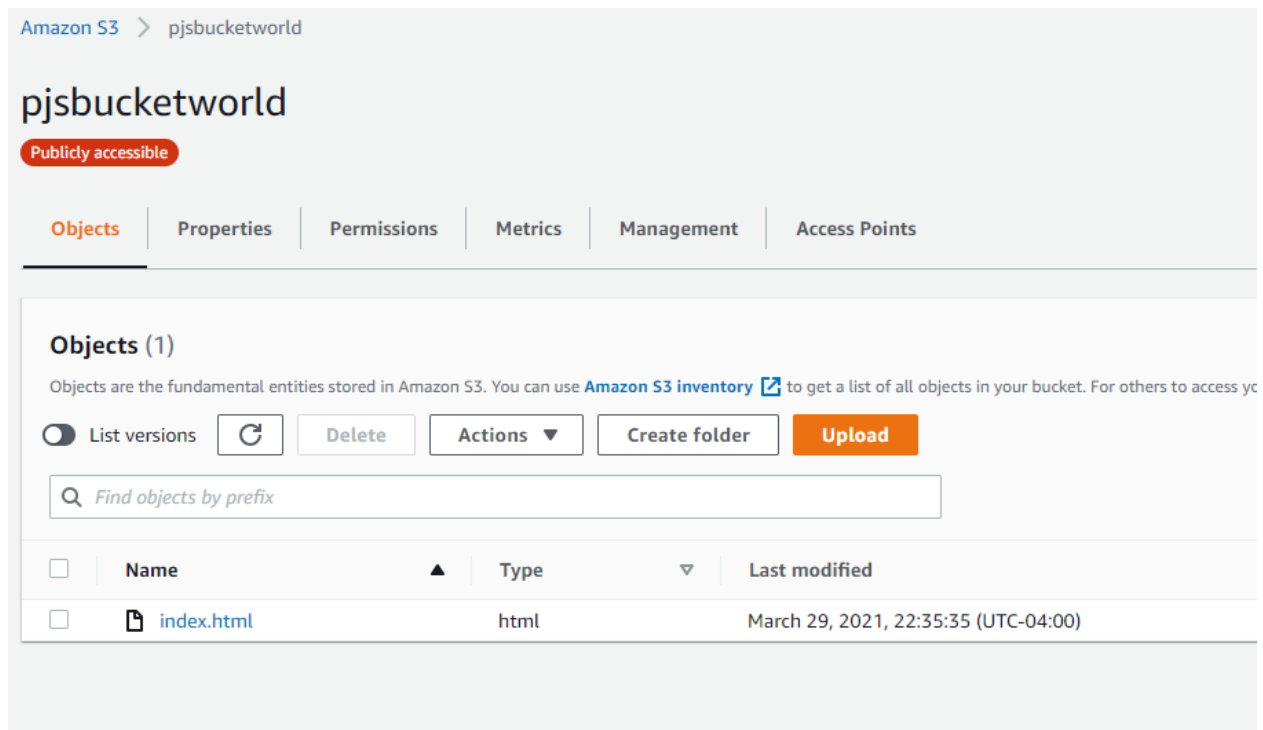 Amazon S3 > pjsbucketworld
pjsbucketworld
Publicly accessible
Objects Properties Permissions Metrics Management Access Points
Objects (1)
Objects are the fundamental entities stored in Amazon S3. You can use Amazon S3 inventory to get a list of all objects in your bucket. For others to access
List versions Delete Actions Create folder Upload
Find objects by prefix
Name Type Last modified
index.html html March 29, 2021, 22:35:35 (UTC-04:00)